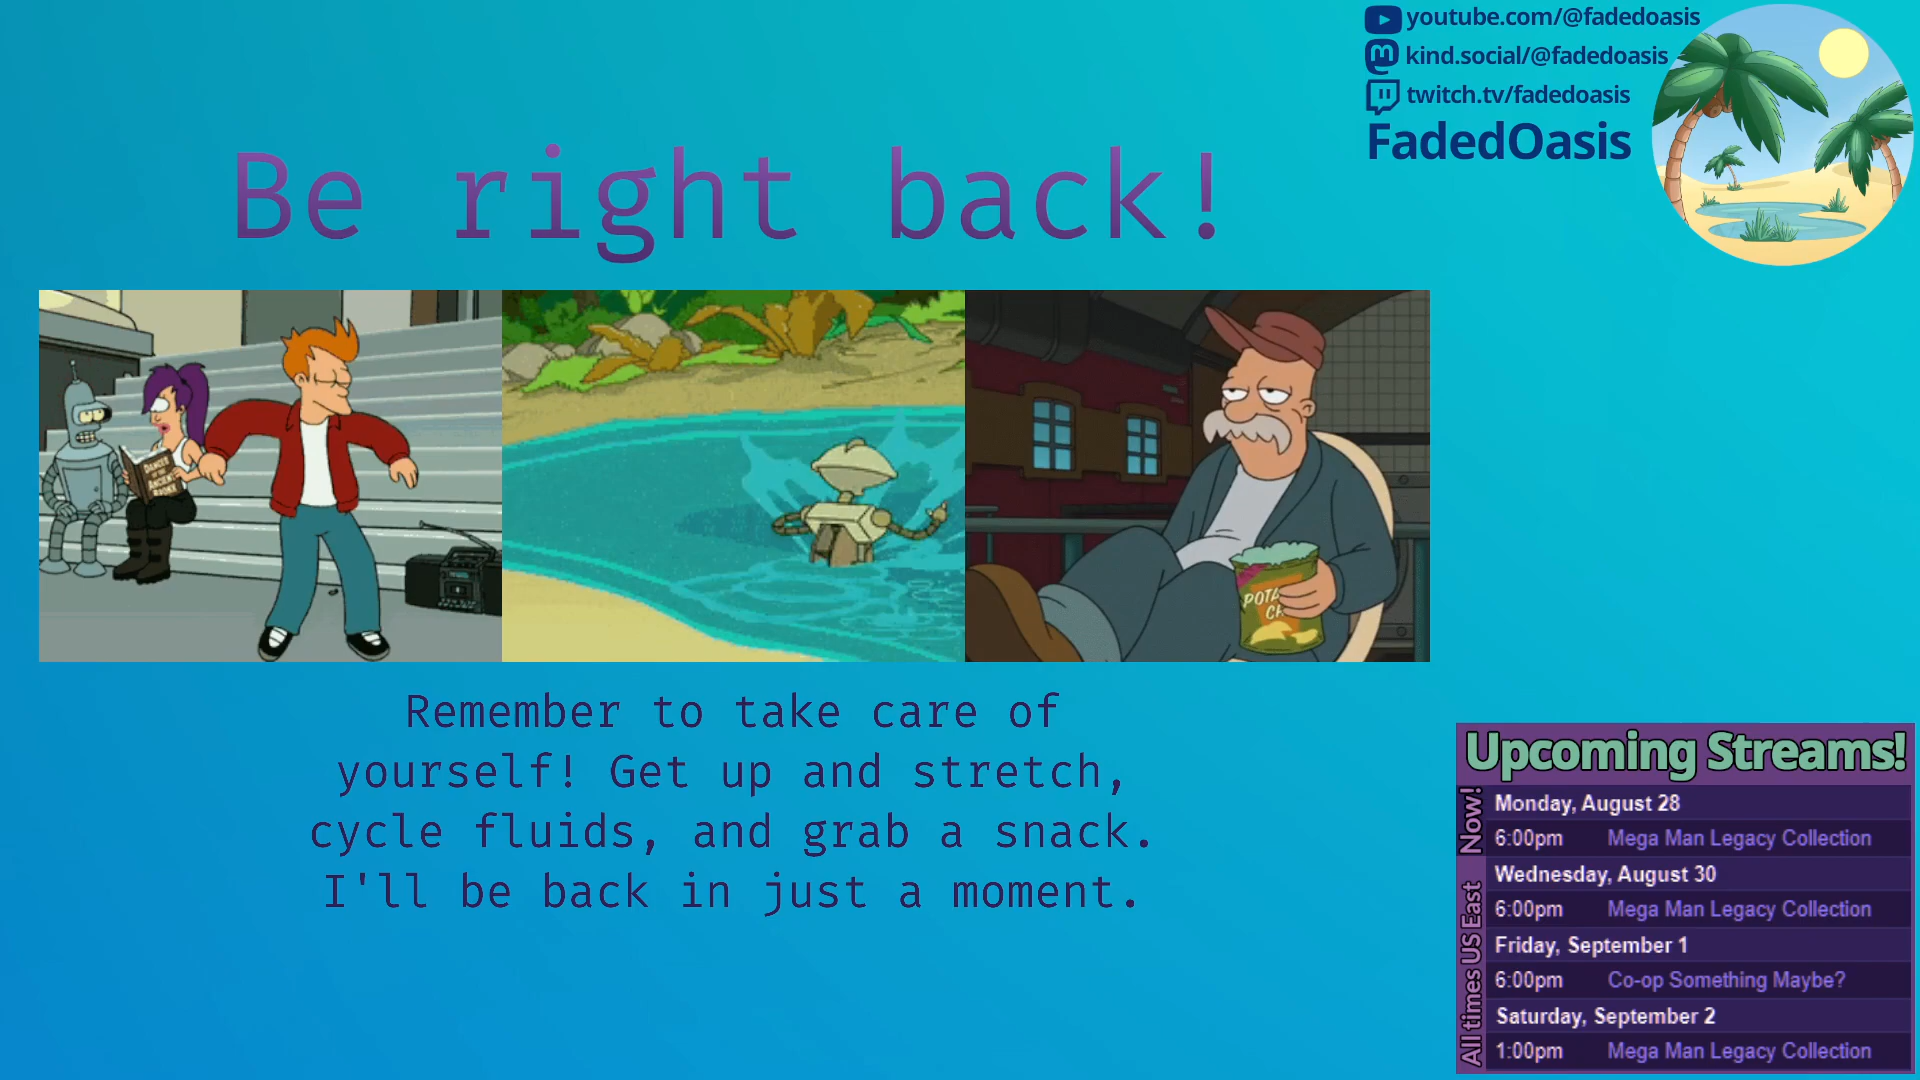 youtube.com/@fadedoasis
kind.social/@fadedoasis
twitch.tv/fadedoasis
FadedOasis
Be right back!
POTA
Remember to take care of
yourself! Get up and stretch,
cycle fluids, and grab a snack.
I'll be back in just a moment.
Upcoming Streams!
Now!
All times US East
Monday, August 28
6:00pm Mega Man Legacy Collection
Wednesday, August 30
6:00pm Mega Man Legacy Collection
Friday, September 1
6:00pm Co-op Something Maybe?
Saturday, September 2
1:00pm Mega Man Legacy Collection